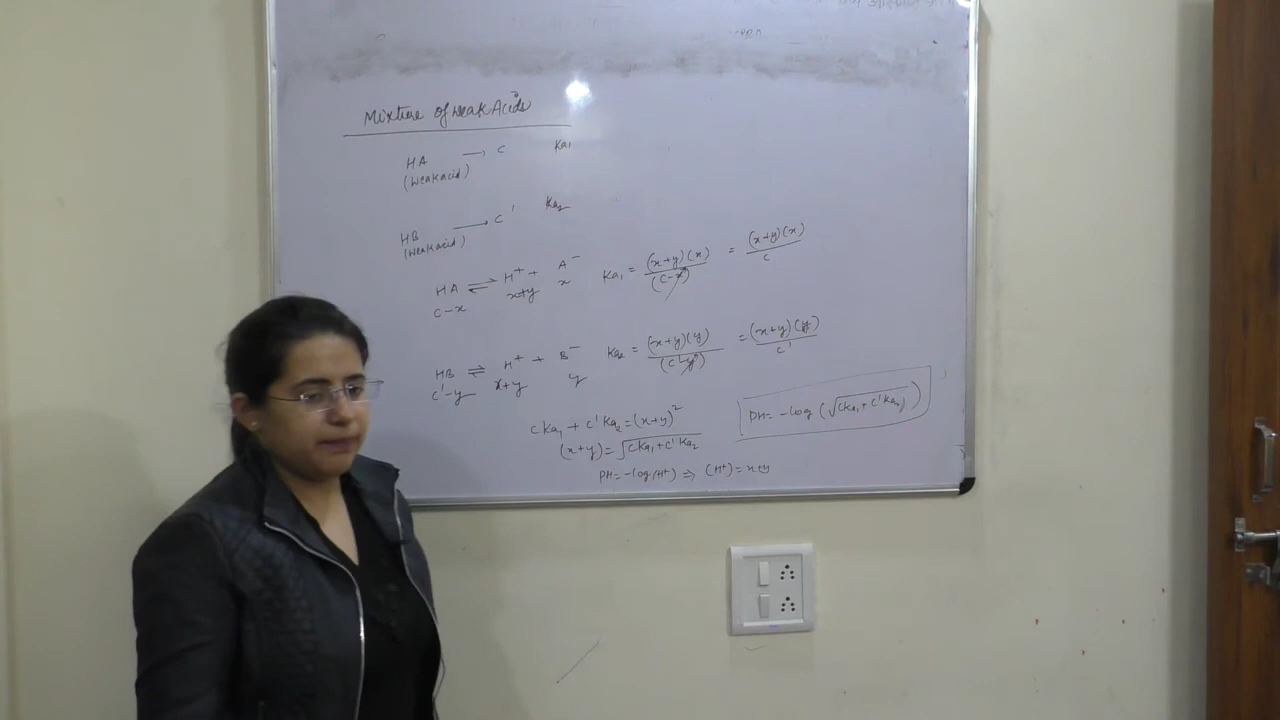 Mixture of Weak Acids
HA → C Ka₁
(Weak acid)
HB → C' Ka₂
(Weak acid)
HA ⇌ H⁺ + A⁻ Ka₁ = (x+y)(x) / (C-x) = (x+y)(x) / C
C-x x+y x
HB ⇌ H⁺ + B⁻ Ka₂ = (x+y)(y) / (C'-y) = (x+y)(y) / C'
C'-y x+y y
CKa₁ + C'Ka₂ = (x+y)²
(x+y) = √CKa₁+C'Ka₂
PH = -log(√CKa₁+C'Ka₂)
PH = -log(H⁺) ⇒ (H⁺) = x+y